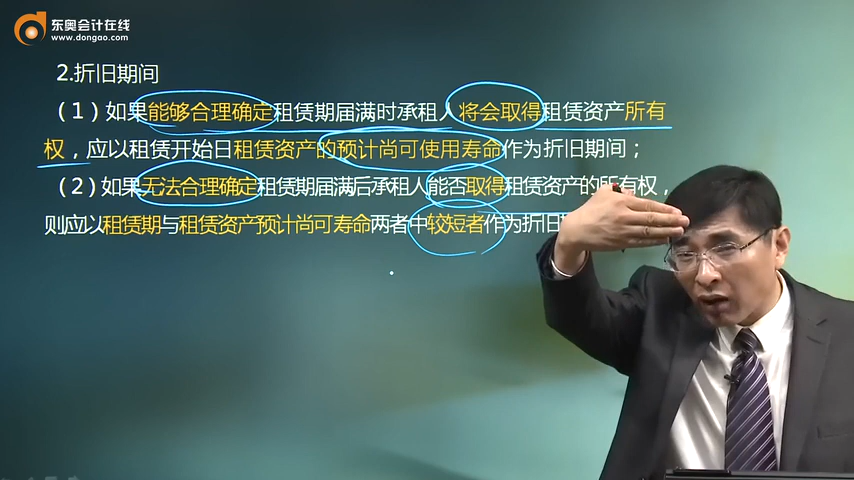 东奥会计在线
www.dongao.com
2.折旧期间
（1）如果能够合理确定租赁期届满时承租人将会取得租赁资产所有
权，应以租赁开始日租赁资产的预计尚可使用寿命作为折旧期间；
（2）如果无法合理确定租赁期届满后承租人能否取得租赁资产的所有权，
则应以租赁期与租赁资产预计尚可寿命两者中较短者作为折旧